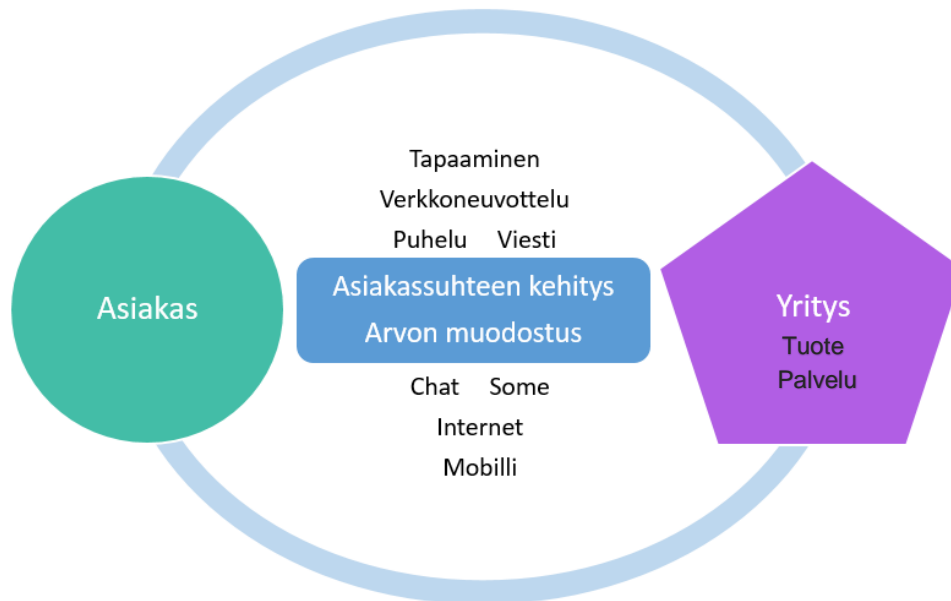 Tapaaminen
Verkkoneuvottelu
Puhelu Viesti
Asiakas
Asiakassuhteen kehitys
Arvon muodostus
Yritys
Tuote
Palvelu
Chat Some
Internet
Mobilli